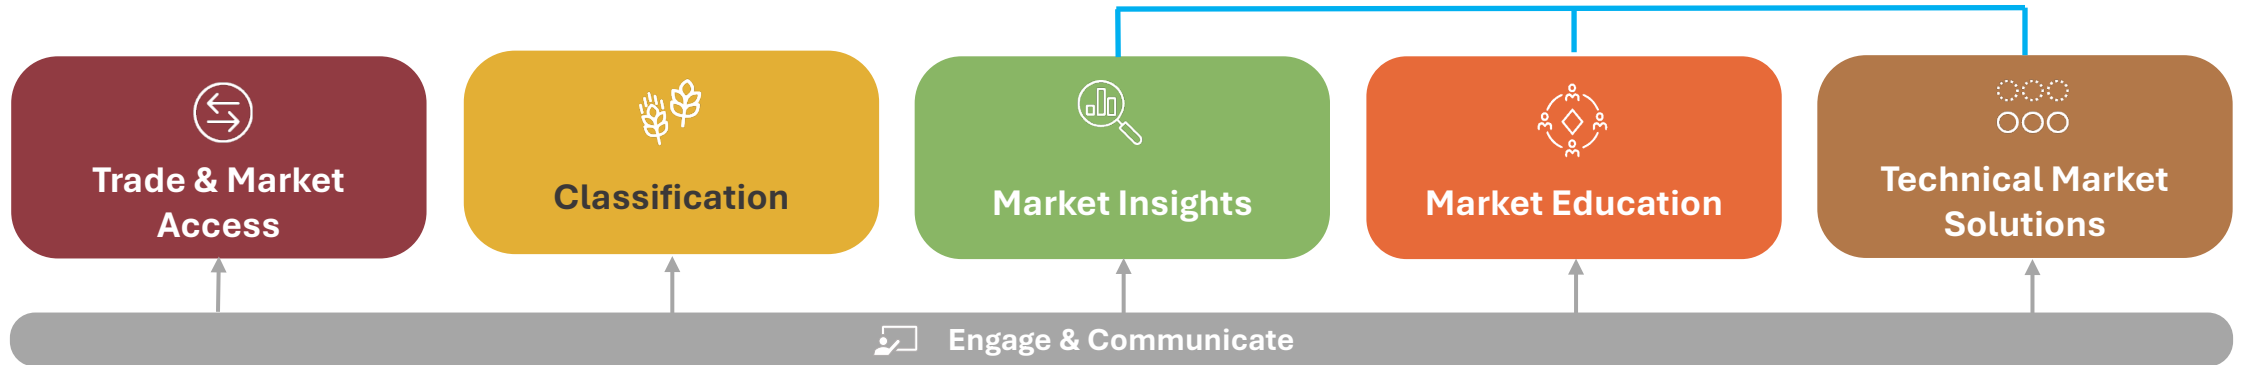 Trade & Market
Access
Classification
Market Insights
Market Education
Technical Market
Solutions
Engage & Communicate